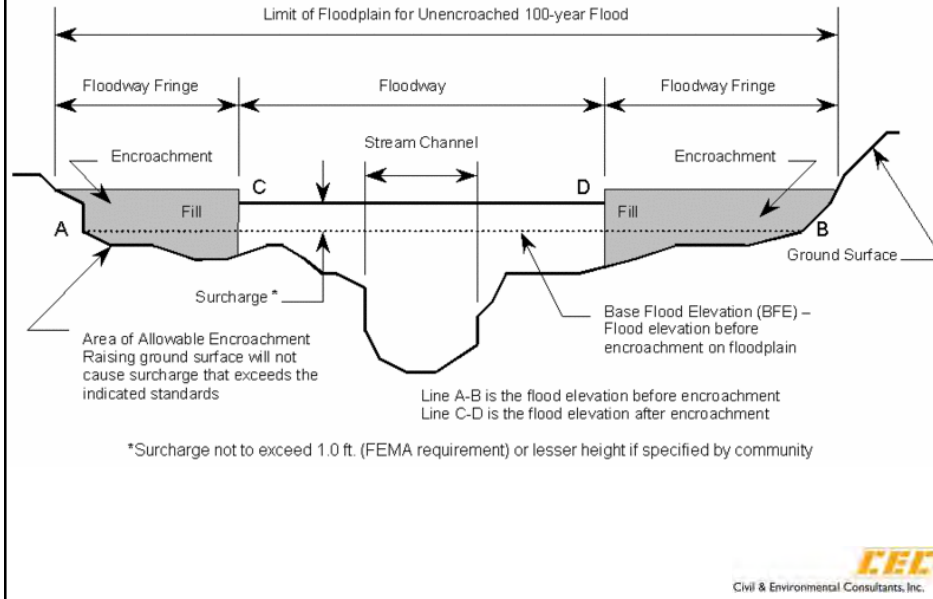 Limit of Floodplain for Unencroached 100-year Flood
Floodway Fringe
Floodway
Floodway Fringe
Stream Channel
Encroachment
Encroachment
C
D
Fill
Fill
A
B
Ground Surface
Surcharge *
Base Flood Elevation (BFE) –
Flood elevation before
encroachment on floodplain
Area of Allowable Encroachment
Raising ground surface will not
cause surcharge that exceeds the
indicated standards
Line A-B is the flood elevation before encroachment
Line C-D is the flood elevation after encroachment
*Surcharge not to exceed 1.0 ft. (FEMA requirement) or lesser height if specified by community
CEC
Civil & Environmental Consultants, Inc.